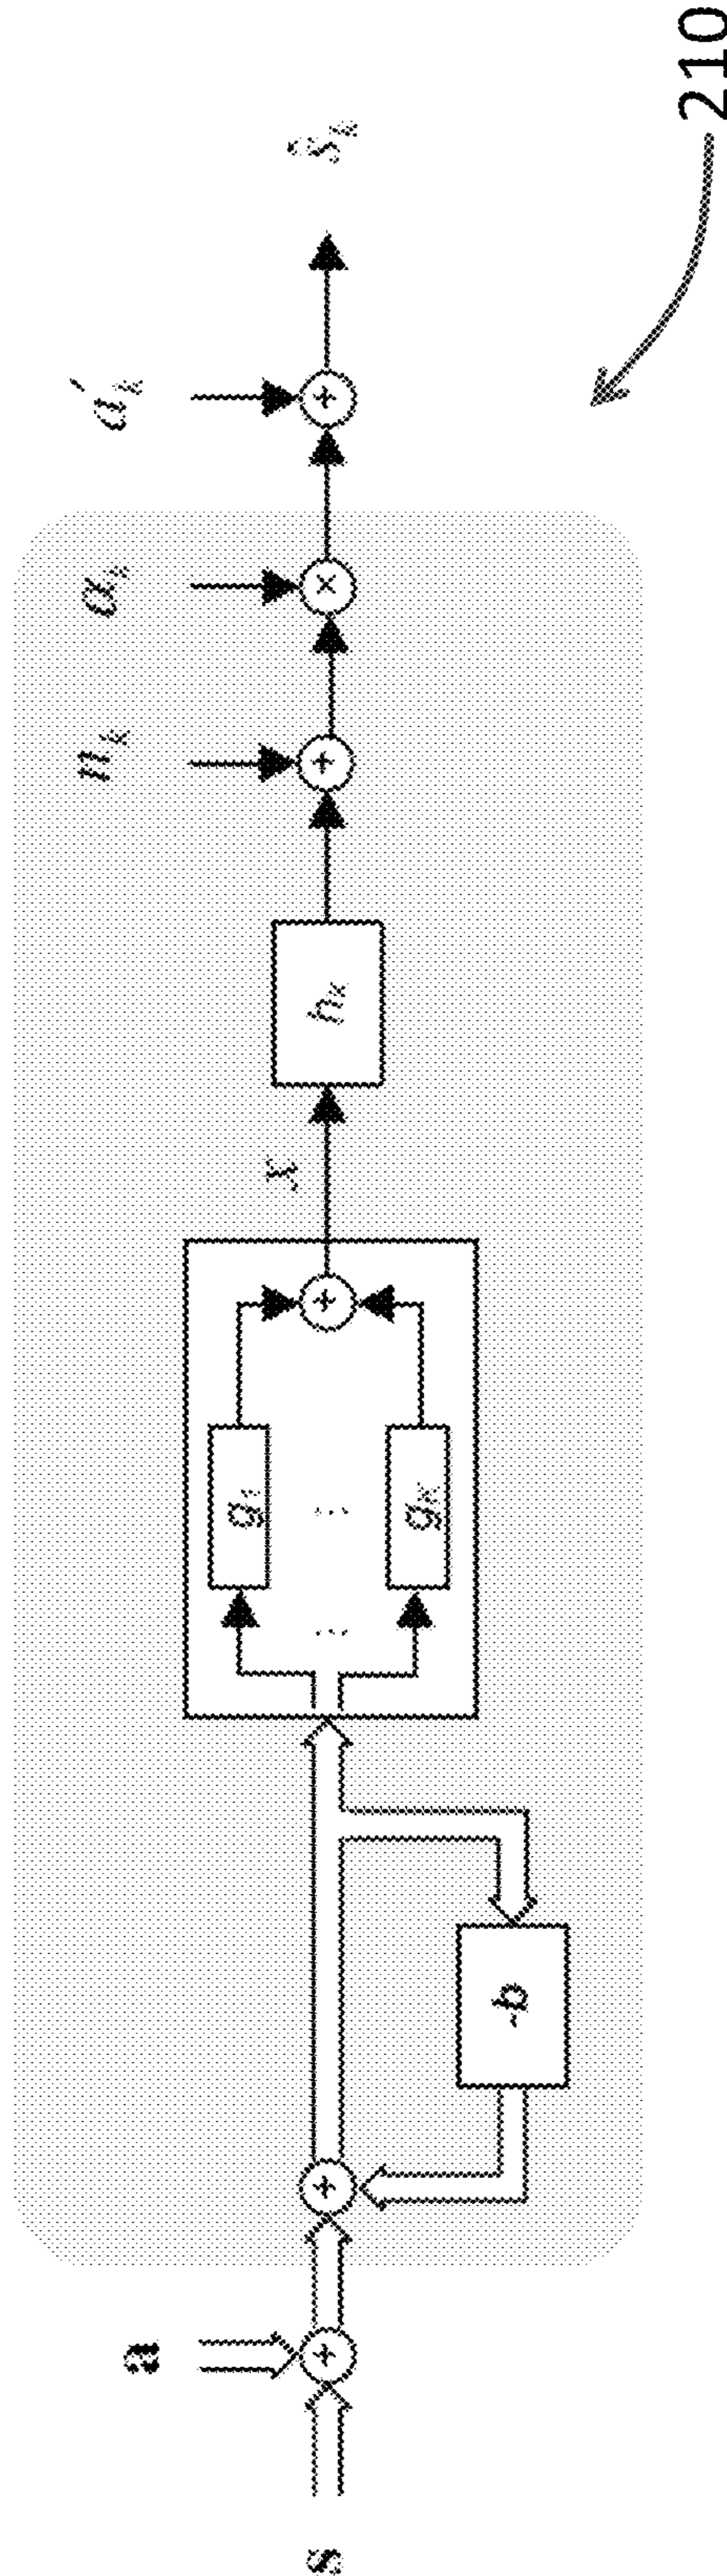 s
a
+
+
-b
g₁
⋮
⋮
gₖ
+
x
hₖ
nₖ
+
αₖ
×
a′ₖ
+
ŝₖ
210